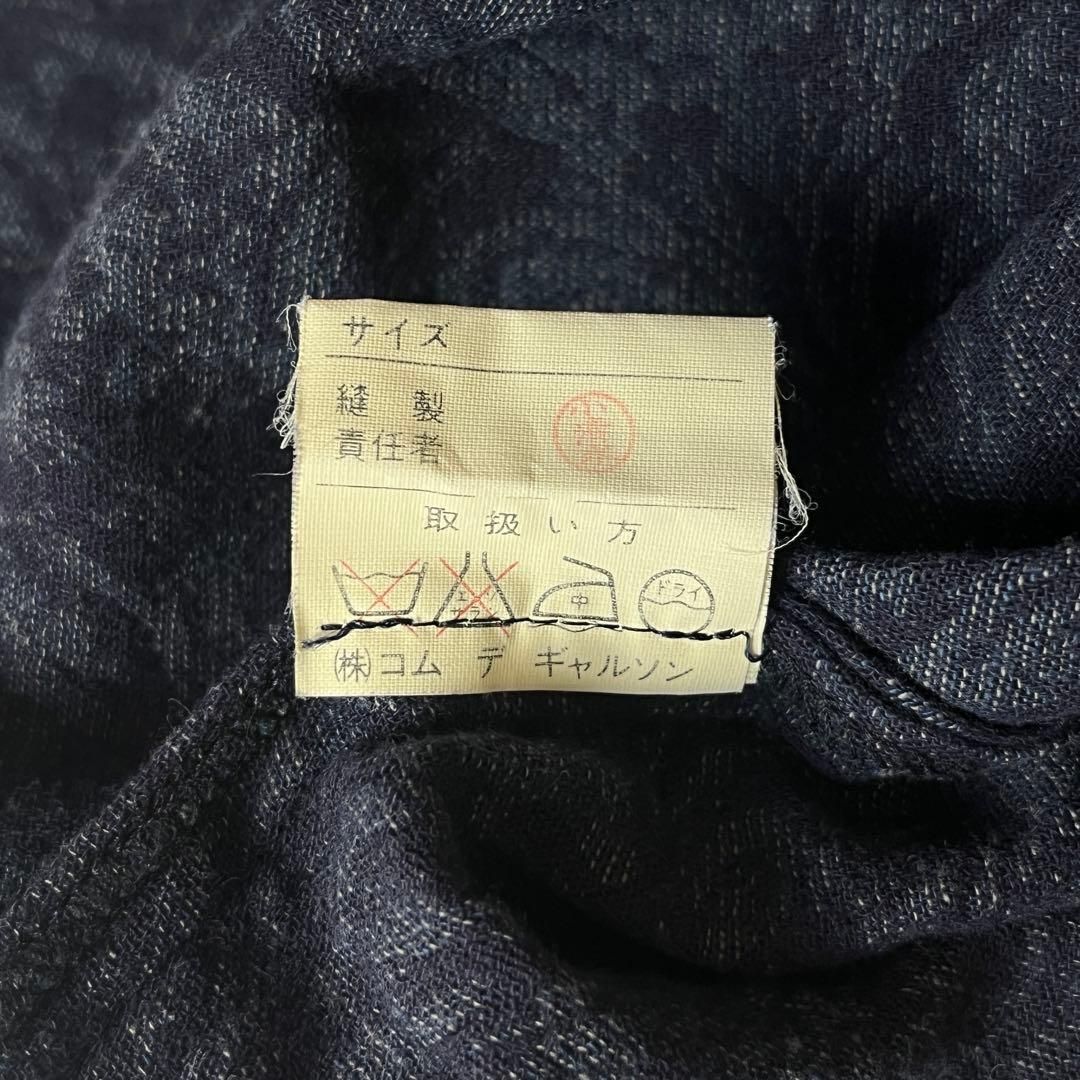 サイズ
縫製
責任者
取扱い方
中 ドライ
(株)コム デ ギャルソン